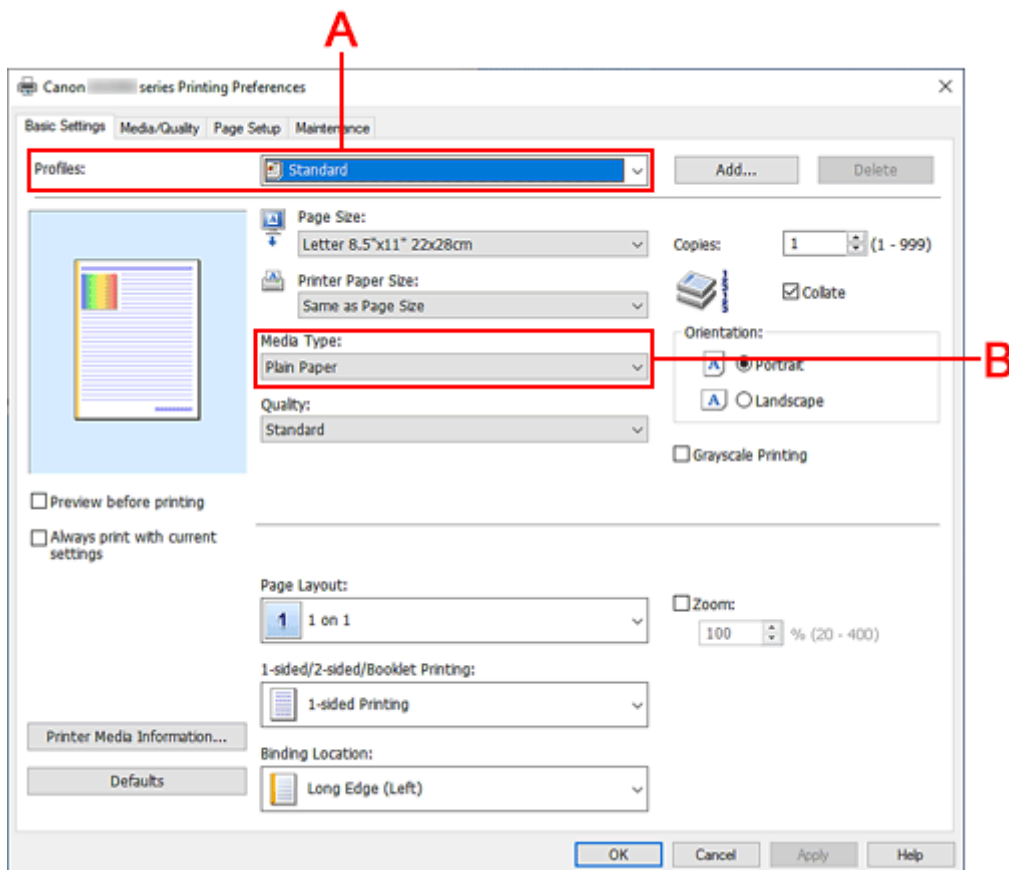 A
Canon series Printing Preferences
Basic Settings Media/Quality Page Setup Maintenance
Profiles: Standard Add... Delete
Page Size:
Letter 8.5"x11" 22x28cm
Copies: 1 (1 - 999)
Printer Paper Size:
Same as Page Size
Collate
Media Type:
Plain Paper
B
Orientation:
A Portrait
A Landscape
Quality:
Standard
Grayscale Printing
Preview before printing
Always print with current
settings
Page Layout:
1 1 on 1
Zoom:
100 % (20 - 400)
1-sided/2-sided/Booklet Printing:
1-sided Printing
Printer Media Information...
Defaults
Binding Location:
Long Edge (Left)
OK Cancel Apply Help